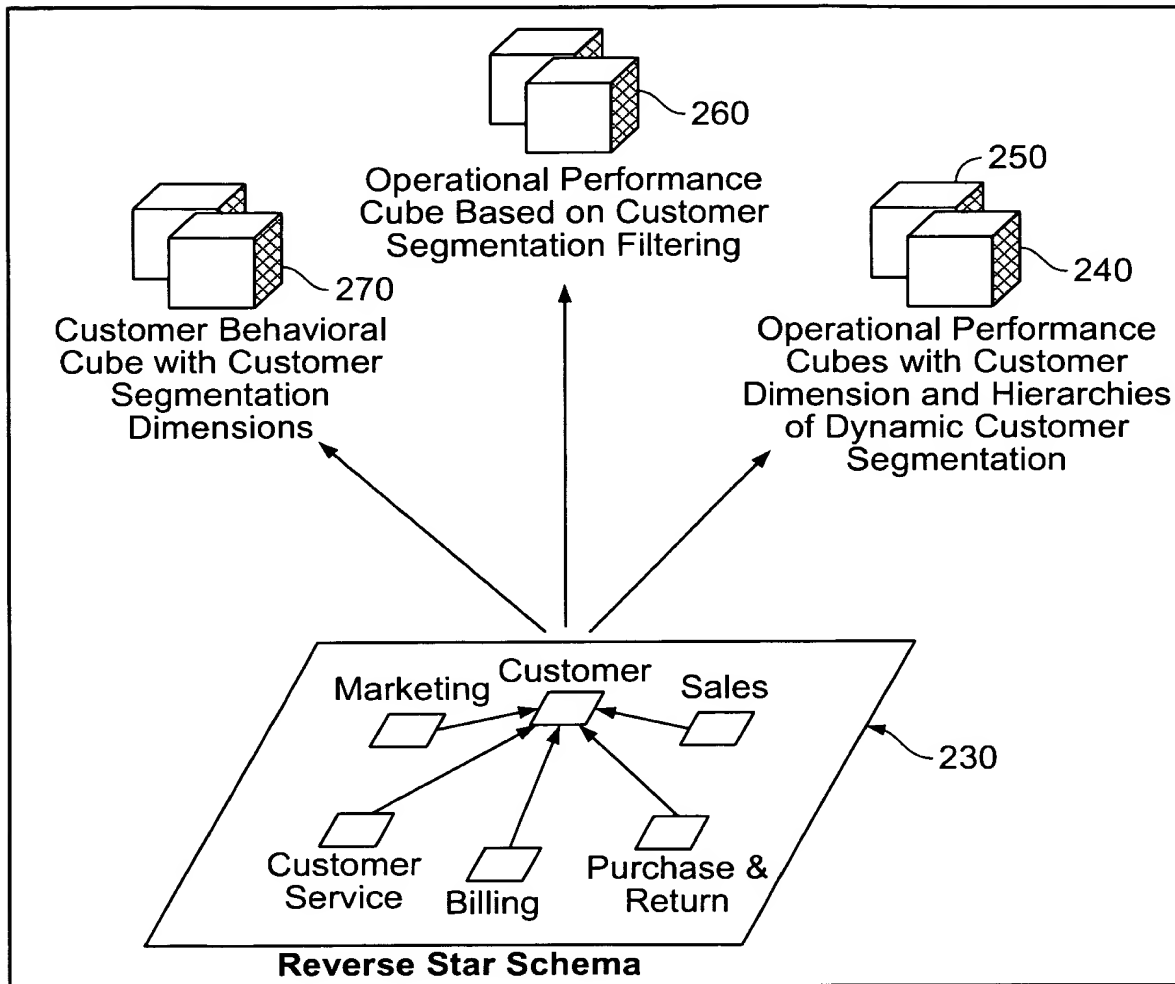 260
Operational Performance
Cube Based on Customer
Segmentation Filtering
270
Customer Behavioral
Cube with Customer
Segmentation
Dimensions
250
240
Operational Performance
Cubes with Customer
Dimension and Hierarchies
of Dynamic Customer
Segmentation
Customer
Marketing
Sales
230
Customer
Service
Billing
Purchase &
Return
Reverse Star Schema